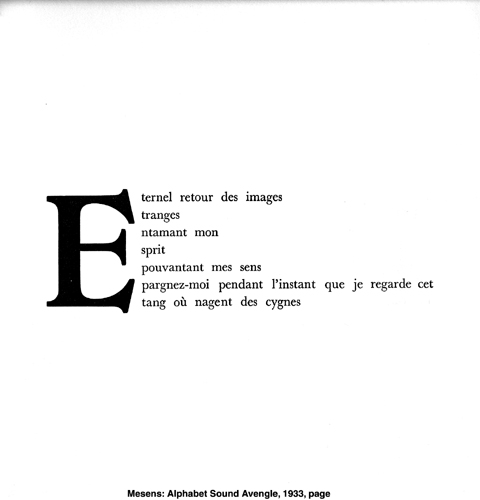 E
ternel retour des images
tranges
ntamant mon
sprit
pouvantant mes sens
pargnez-moi pendant l'instant que je regarde cet
tang où nagent des cygnes
Mesens: Alphabet Sound Avengle, 1933, page